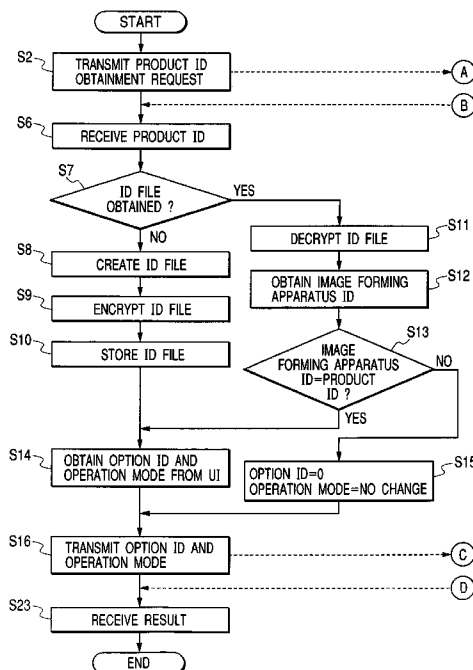 START
S2
TRANSMIT PRODUCT ID
OBTAINMENT REQUEST
A
B
S6
RECEIVE PRODUCT ID
S7
ID FILE
OBTAINED ?
YES
NO
S11
DECRYPT ID FILE
S8
CREATE ID FILE
S12
OBTAIN IMAGE FORMING
APPARATUS ID
S9
ENCRYPT ID FILE
S10
STORE ID FILE
S13
IMAGE
FORMING APPARATUS
ID=PRODUCT
ID ?
NO
YES
S14
OBTAIN OPTION ID AND
OPERATION MODE FROM UI
S15
OPTION ID=0
OPERATION MODE=NO CHANGE
S16
TRANSMIT OPTION ID AND
OPERATION MODE
C
D
S23
RECEIVE RESULT
END